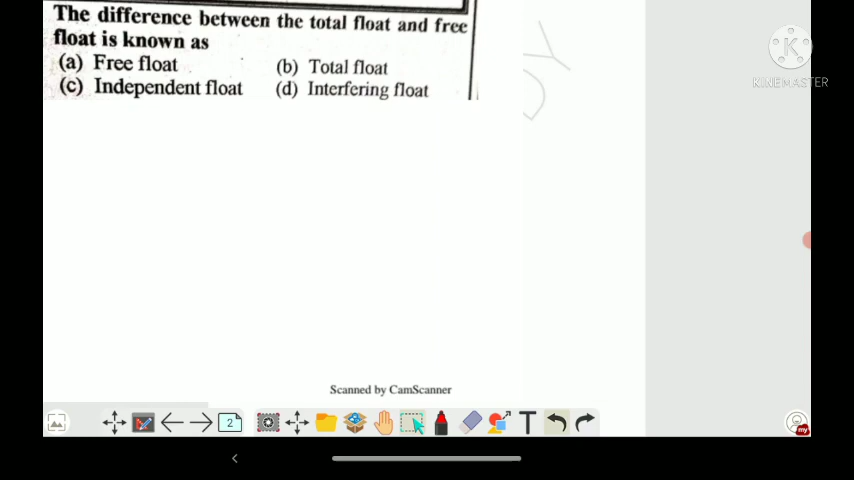 The difference between the total float and free
float is known as
(a) Free float (b) Total float
(c) Independent float (d) Interfering float
KINEMASTER
Scanned by CamScanner
2
T
my